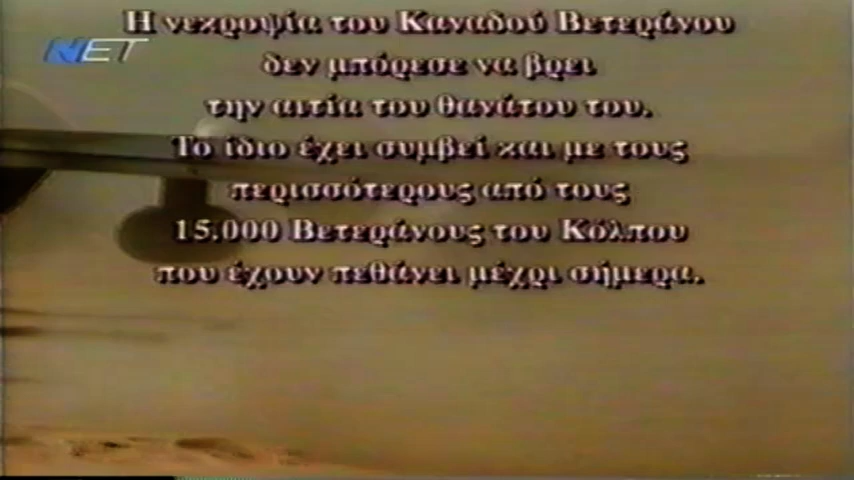 Η νεκροψία του Καναδού Βετεράνου
NET
δεν μπόρεσε να βρει
την αιτία του θανάτου του.
Το ίδιο έχει συμβεί και με τους
περισσότερους από τους
15.000 Βετεράνους του Κόλπου
που έχουν πεθάνει μέχρι σήμερα.